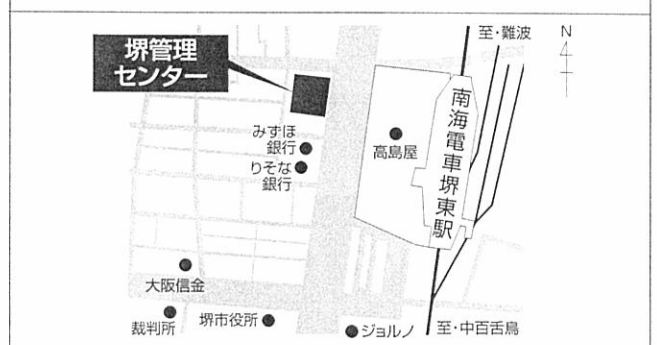 至・難波
N
堺管理
センター
みずほ
銀行
りそな
銀行
高島屋
南海電車堺東駅
大阪信金
裁判所
堺市役所
ジョルノ
至・中百舌鳥